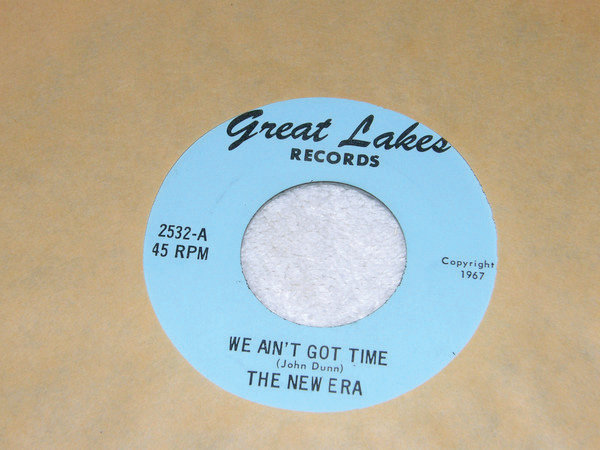 Great Lakes
RECORDS
2532-A
45 RPM
Copyright
1967
WE AIN'T GOT TIME
(John Dunn)
THE NEW ERA